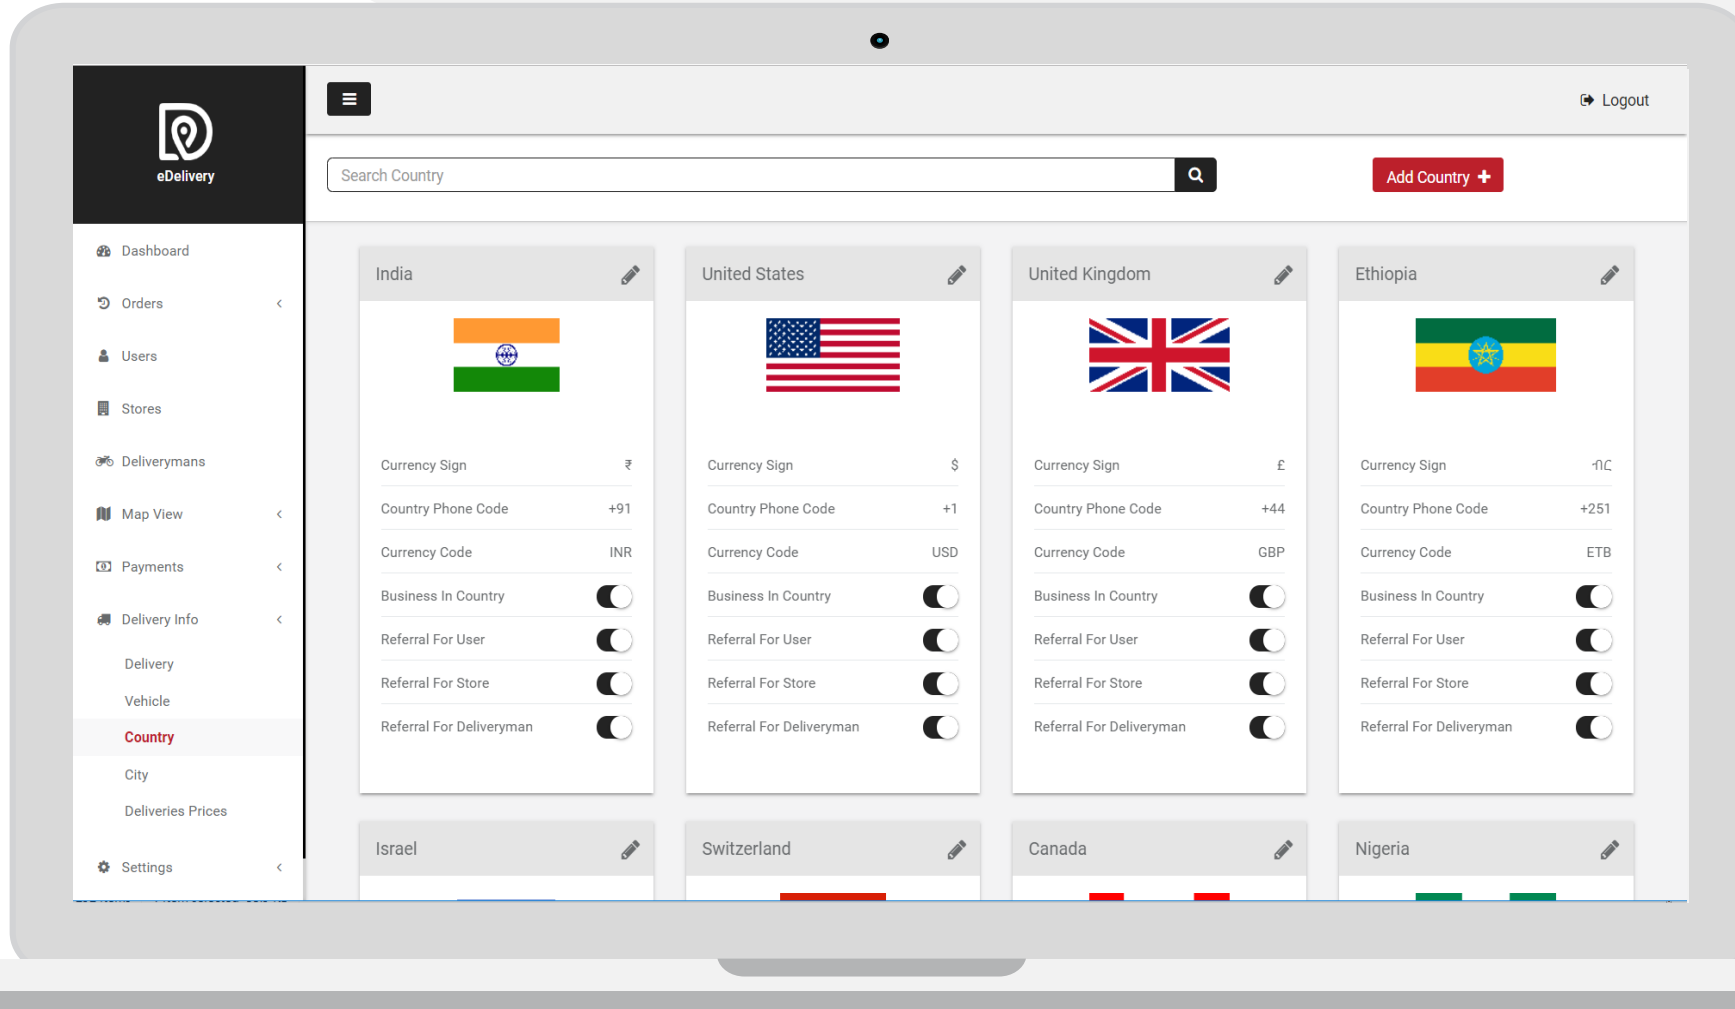 eDelivery
Logout
Search Country
Add Country
Dashboard
Orders
Users
Stores
Deliverymans
Map View
Payments
Delivery Info
Delivery
Vehicle
Country
City
Deliveries Prices
Settings
India
Currency Sign ₹
Country Phone Code +91
Currency Code INR
Business In Country
Referral For User
Referral For Store
Referral For Deliveryman
United States
Currency Sign $
Country Phone Code +1
Currency Code USD
Business In Country
Referral For User
Referral For Store
Referral For Deliveryman
United Kingdom
Currency Sign £
Country Phone Code +44
Currency Code GBP
Business In Country
Referral For User
Referral For Store
Referral For Deliveryman
Ethiopia
Currency Sign ብር
Country Phone Code +251
Currency Code ETB
Business In Country
Referral For User
Referral For Store
Referral For Deliveryman
Israel
Switzerland
Canada
Nigeria